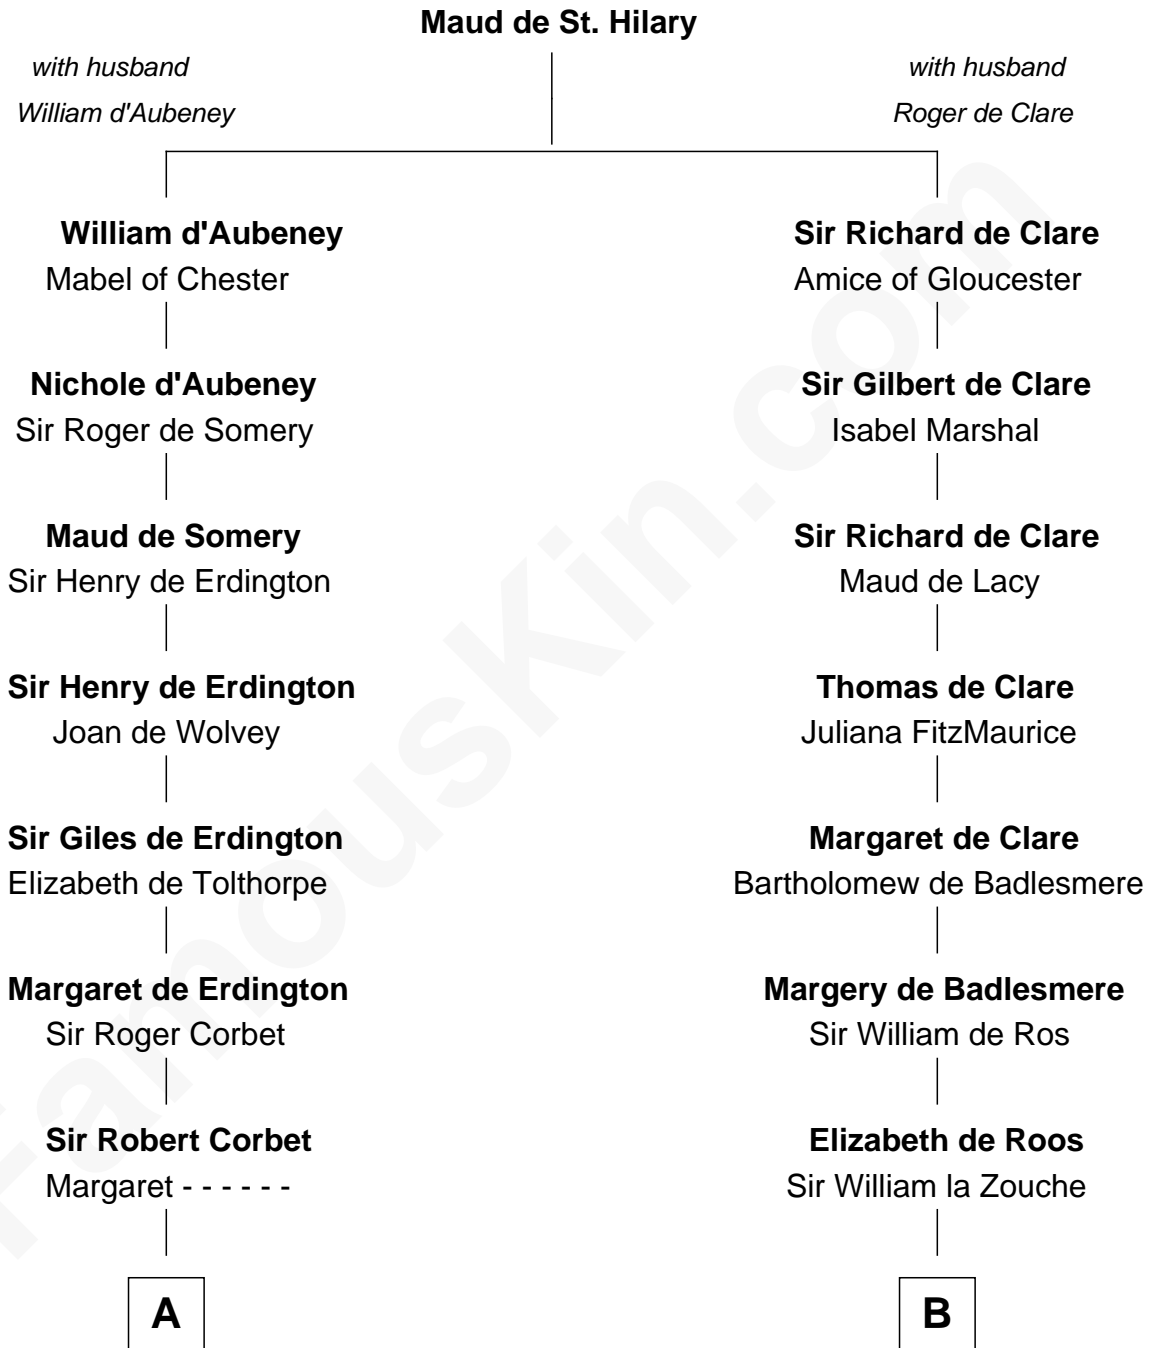 Maud de St. Hilary
with husband
William d'Aubeney
with husband
Roger de Clare
William d'Aubeney
Mabel of Chester
Sir Richard de Clare
Amice of Gloucester
Nichole d'Aubeney
Sir Roger de Somery
Sir Gilbert de Clare
Isabel Marshal
Maud de Somery
Sir Henry de Erdington
Sir Richard de Clare
Maud de Lacy
Sir Henry de Erdington
Joan de Wolvey
Thomas de Clare
Juliana FitzMaurice
Sir Giles de Erdington
Elizabeth de Tolthorpe
Margaret de Clare
Bartholomew de Badlesmere
Margaret de Erdington
Sir Roger Corbet
Margery de Badlesmere
Sir William de Ros
Sir Robert Corbet
Margaret - - - - - -
Elizabeth de Roos
Sir William la Zouche
A
B
FamousKin.com